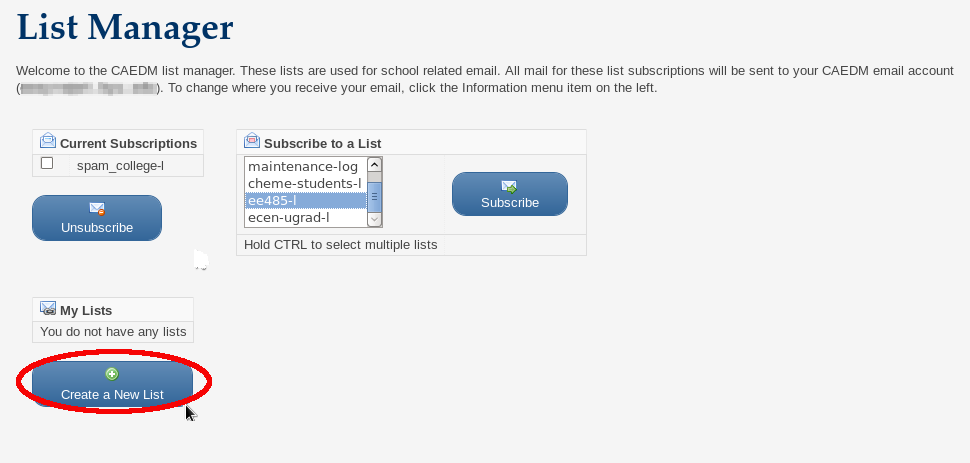 List Manager
Welcome to the CAEDM list manager. These lists are used for school related email. All mail for these list subscriptions will be sent to your CAEDM email account
( ). To change where you receive your email, click the Information menu item on the left.
Current Subscriptions
spam_college-l
Unsubscribe
Subscribe to a List
maintenance-log
cheme-students-l
ee485-l
ecen-ugrad-l
Subscribe
Hold CTRL to select multiple lists
My Lists
You do not have any lists
Create a New List